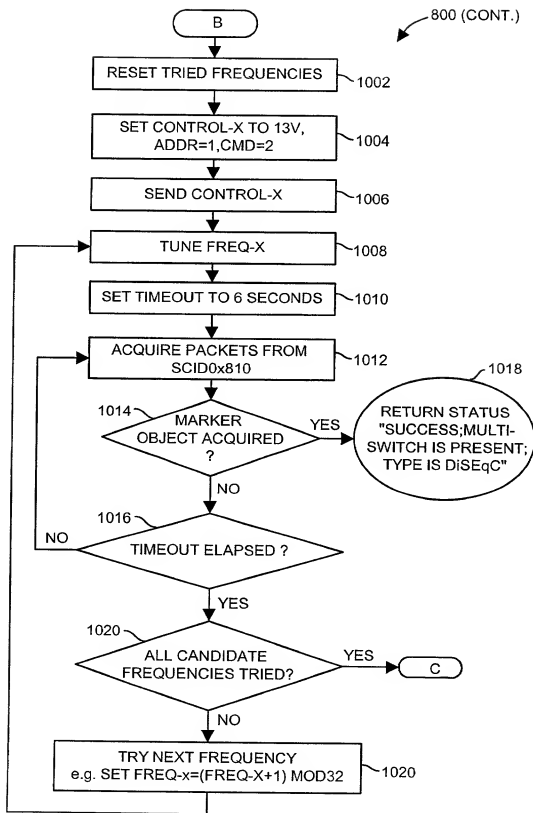 B
800 (CONT.)
RESET TRIED FREQUENCIES
1002
SET CONTROL-X TO 13V,
ADDR=1,CMD=2
1004
SEND CONTROL-X
1006
TUNE FREQ-X
1008
SET TIMEOUT TO 6 SECONDS
1010
ACQUIRE PACKETS FROM
SCID0x810
1012
1014
MARKER
OBJECT ACQUIRED
?
YES
1018
RETURN STATUS
"SUCCESS;MULTI-
SWITCH IS PRESENT;
TYPE IS DiSEqC"
NO
1016
TIMEOUT ELAPSED ?
NO
YES
1020
ALL CANDIDATE
FREQUENCIES TRIED?
YES
C
NO
TRY NEXT FREQUENCY
e.g. SET FREQ-x=(FREQ-X+1) MOD32
1020